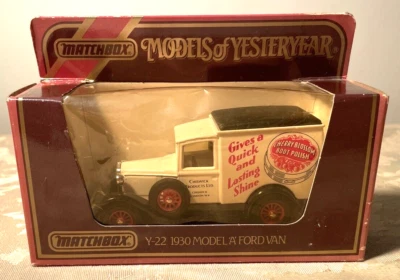 MATCHBOX
MODELS of YESTERYEAR
Gives a
Quick
and
Lasting
Shine
CHERRY BLOSSOM
BOOT POLISH
MATCHBOX
Y-22 1930 MODEL 'A' FORD VAN